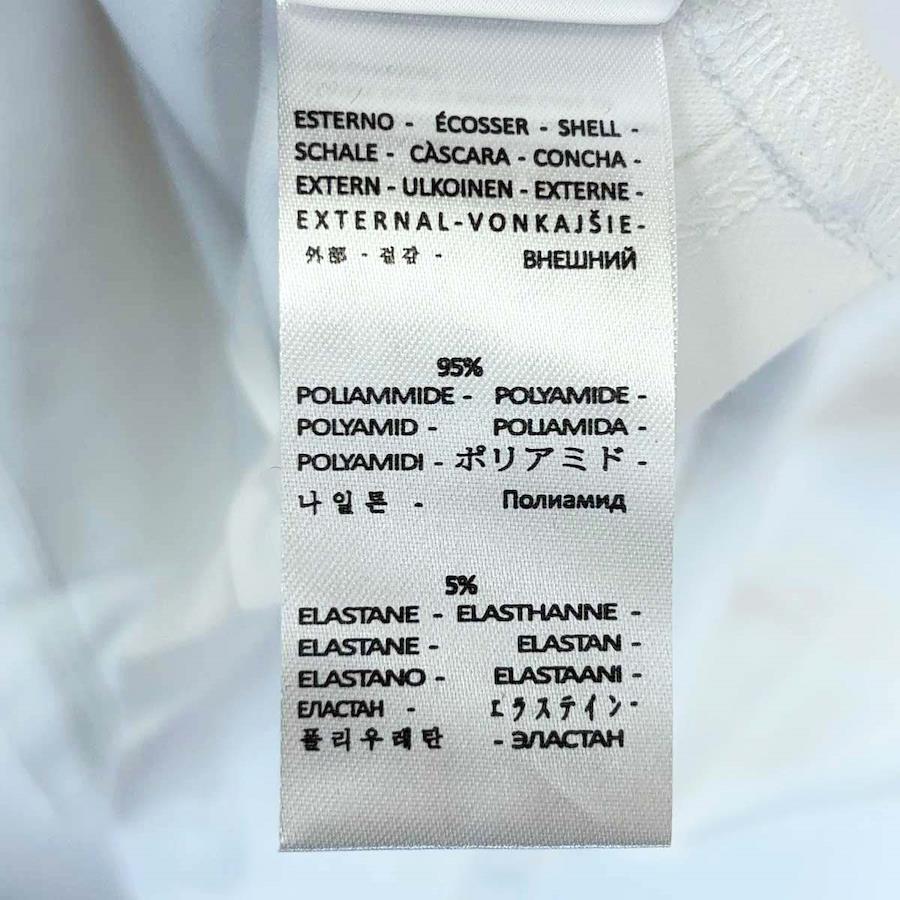 ESTERNO - ÉCOSSER - SHELL -
SCHALE - CÀSCARA - CONCHA -
EXTERN - ULKOINEN - EXTERNE -
EXTERNAL-VONKAJŠIE-
外部 - 겉감 - ВНЕШНИЙ
95%
POLIAMMIDE - POLYAMIDE -
POLYAMID - POLIAMIDA -
POLYAMIDI - ポリアミド -
나일론 - Полиамид
5%
ELASTANE - ELASTHANNE -
ELASTANE - ELASTAN -
ELASTANO - ELASTAANI -
ЕЛАСТАН - エラステイン-
폴리우레탄 - ЭЛАСТАН